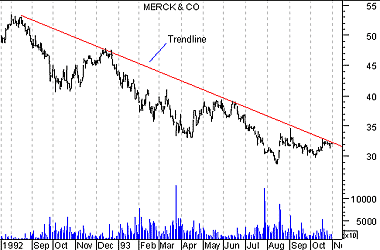 MERCK & CO
55
50
45
40
35
30
Trendline
10000
5000
x10
1992 Sep Oct Nov Dec 93 Feb Mar Apr May Jun Jul Aug Sep Oct N